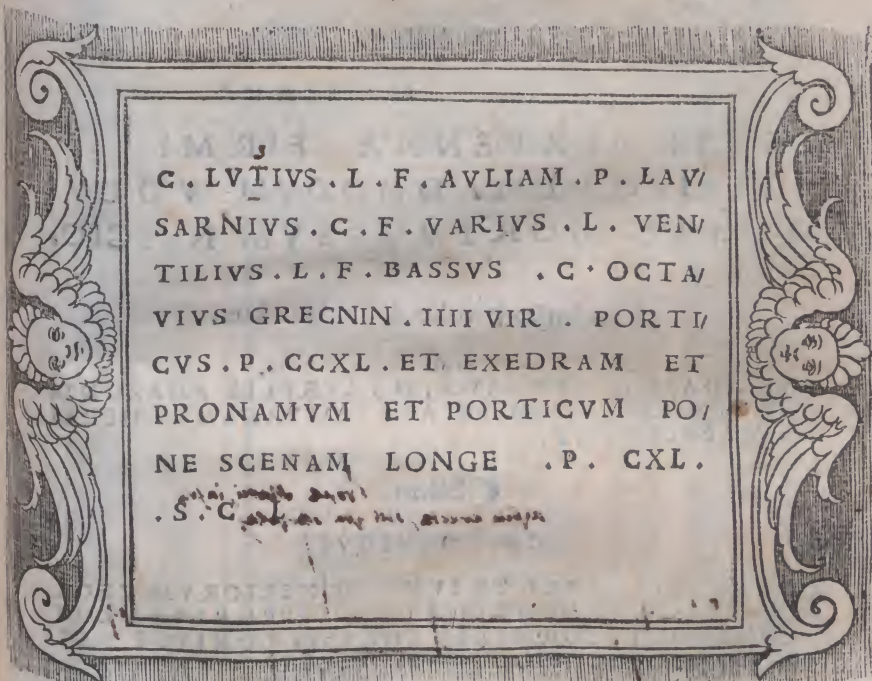 s
C . LVTIVS . L . F . AVLIAM . P . LAV/
SARNIVS . C . F . VARIVS . L . VEN/
TILIVS . L . F . BASSVS . C · OCTA/
VIVS GRECNIN . IIII VIR . PORTI/
CVS . P . CCXL . ET EXEDRAM ET
PRONAMVM ET PORTICVM PO/
NE SCENAM LONGE . P . CXL .
. S . C